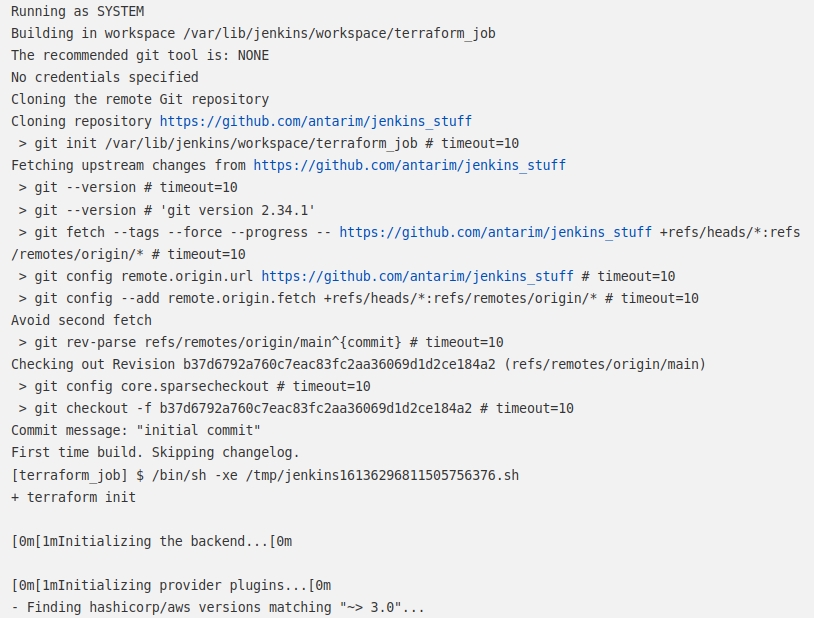 Running as SYSTEM
Building in workspace /var/lib/jenkins/workspace/terraform_job
The recommended git tool is: NONE
No credentials specified
Cloning the remote Git repository
Cloning repository https://github.com/antarim/jenkins_stuff
 > git init /var/lib/jenkins/workspace/terraform_job # timeout=10
Fetching upstream changes from https://github.com/antarim/jenkins_stuff
 > git --version # timeout=10
 > git --version # 'git version 2.34.1'
 > git fetch --tags --force --progress -- https://github.com/antarim/jenkins_stuff +refs/heads/*:refs
/remotes/origin/* # timeout=10
 > git config remote.origin.url https://github.com/antarim/jenkins_stuff # timeout=10
 > git config --add remote.origin.fetch +refs/heads/*:refs/remotes/origin/* # timeout=10
Avoid second fetch
 > git rev-parse refs/remotes/origin/main^{commit} # timeout=10
Checking out Revision b37d6792a760c7eac83fc2aa36069d1d2ce184a2 (refs/remotes/origin/main)
 > git config core.sparsecheckout # timeout=10
 > git checkout -f b37d6792a760c7eac83fc2aa36069d1d2ce184a2 # timeout=10
Commit message: "initial commit"
First time build. Skipping changelog.
[terraform_job] $ /bin/sh -xe /tmp/jenkins16136296811505756376.sh
+ terraform init
[0m[1mInitializing the backend...[0m
[0m[1mInitializing provider plugins...[0m
- Finding hashicorp/aws versions matching "~> 3.0"...